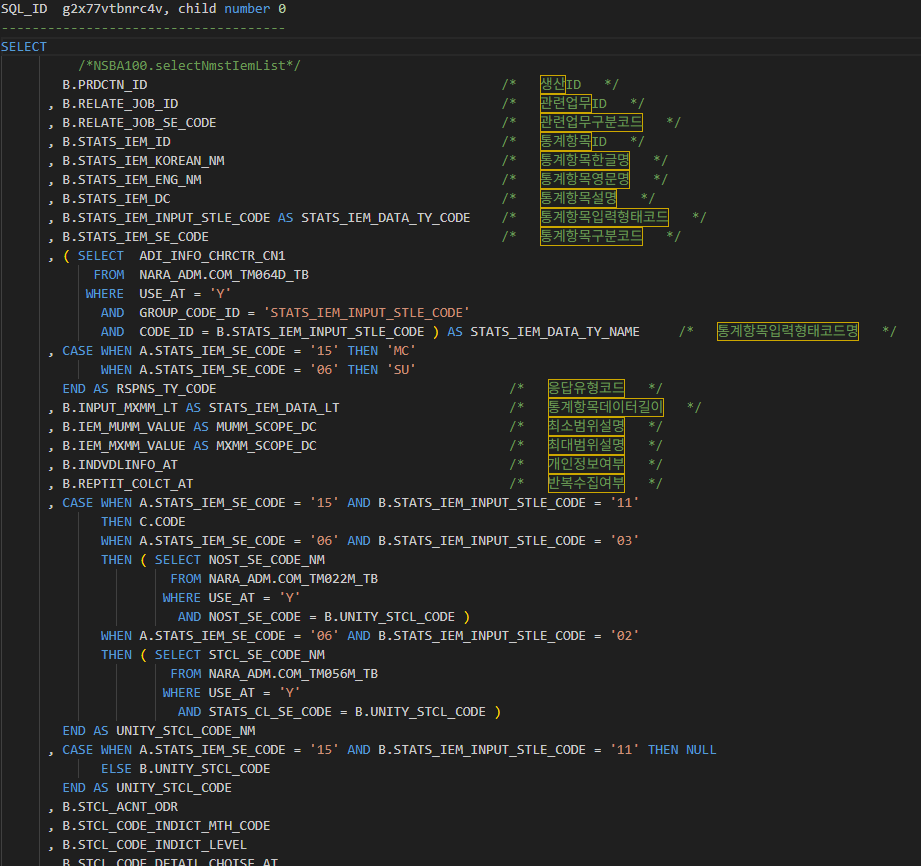 SQL_ID  g2x77vtbnrc4v, child number 0
-------------------------------------
SELECT
/*NSBA100.selectNmstIemList*/
B.PRDCTN_ID /* 생산ID */
, B.RELATE_JOB_ID /* 관련업무ID */
, B.RELATE_JOB_SE_CODE /* 관련업무구분코드 */
, B.STATS_IEM_ID /* 통계항목ID */
, B.STATS_IEM_KOREAN_NM /* 통계항목한글명 */
, B.STATS_IEM_ENG_NM /* 통계항목영문명 */
, B.STATS_IEM_DC /* 통계항목설명 */
, B.STATS_IEM_INPUT_STLE_CODE AS STATS_IEM_DATA_TY_CODE /* 통계항목입력형태코드 */
, B.STATS_IEM_SE_CODE /* 통계항목구분코드 */
, ( SELECT  ADI_INFO_CHRCTR_CN1
FROM  NARA_ADM.COM_TM064D_TB
WHERE  USE_AT = 'Y'
AND  GROUP_CODE_ID = 'STATS_IEM_INPUT_STLE_CODE'
AND  CODE_ID = B.STATS_IEM_INPUT_STLE_CODE ) AS STATS_IEM_DATA_TY_NAME /* 통계항목입력형태코드명 */
, CASE WHEN A.STATS_IEM_SE_CODE = '15' THEN 'MC'
WHEN A.STATS_IEM_SE_CODE = '06' THEN 'SU'
END AS RSPNS_TY_CODE /* 응답유형코드 */
, B.INPUT_MXMM_LT AS STATS_IEM_DATA_LT /* 통계항목데이터길이 */
, B.IEM_MUMM_VALUE AS MUMM_SCOPE_DC /* 최소범위설명 */
, B.IEM_MXMM_VALUE AS MXMM_SCOPE_DC /* 최대범위설명 */
, B.INDVDLINFO_AT /* 개인정보여부 */
, B.REPTIT_COLCT_AT /* 반복수집여부 */
, CASE WHEN A.STATS_IEM_SE_CODE = '15' AND B.STATS_IEM_INPUT_STLE_CODE = '11'
THEN C.CODE
WHEN A.STATS_IEM_SE_CODE = '06' AND B.STATS_IEM_INPUT_STLE_CODE = '03'
THEN ( SELECT NOST_SE_CODE_NM
FROM NARA_ADM.COM_TM022M_TB
WHERE USE_AT = 'Y'
AND NOST_SE_CODE = B.UNITY_STCL_CODE )
WHEN A.STATS_IEM_SE_CODE = '06' AND B.STATS_IEM_INPUT_STLE_CODE = '02'
THEN ( SELECT STCL_SE_CODE_NM
FROM NARA_ADM.COM_TM056M_TB
WHERE USE_AT = 'Y'
AND STATS_CL_SE_CODE = B.UNITY_STCL_CODE )
END AS UNITY_STCL_CODE_NM
, CASE WHEN A.STATS_IEM_SE_CODE = '15' AND B.STATS_IEM_INPUT_STLE_CODE = '11' THEN NULL
ELSE B.UNITY_STCL_CODE
END AS UNITY_STCL_CODE
, B.STCL_ACNT_ODR
, B.STCL_CODE_INDICT_MTH_CODE
, B.STCL_CODE_INDICT_LEVEL
, B.STCL_CODE_DETAIL_CHOISE_AT